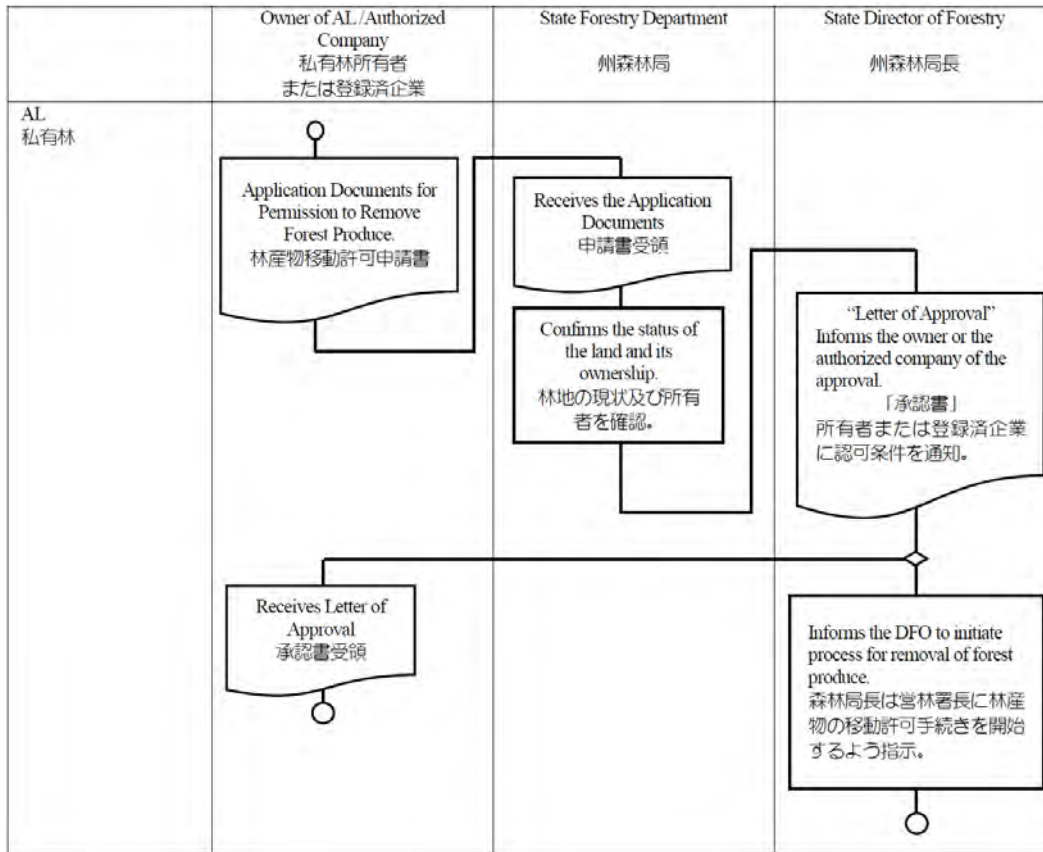 Owner of AL /Authorized
Company
私有林所有者
または登録済企業
State Forestry Department
州森林局
State Director of Forestry
州森林局長
AL
私有林
Application Documents for
Permission to Remove
Forest Produce.
林産物移動許可申請書
Receives the Application
Documents
申請書受領
Confirms the status of
the land and its
ownership.
林地の現状及び所有
者を確認。
“Letter of Approval”
Informs the owner or the
authorized company of the
approval.
「承認書」
所有者または登録済企業
に認可条件を通知。
Receives Letter of
Approval
承認書受領
Informs the DFO to initiate
process for removal of forest
produce.
森林局長は営林署長に林産
物の移動許可手続きを開始
するよう指示。